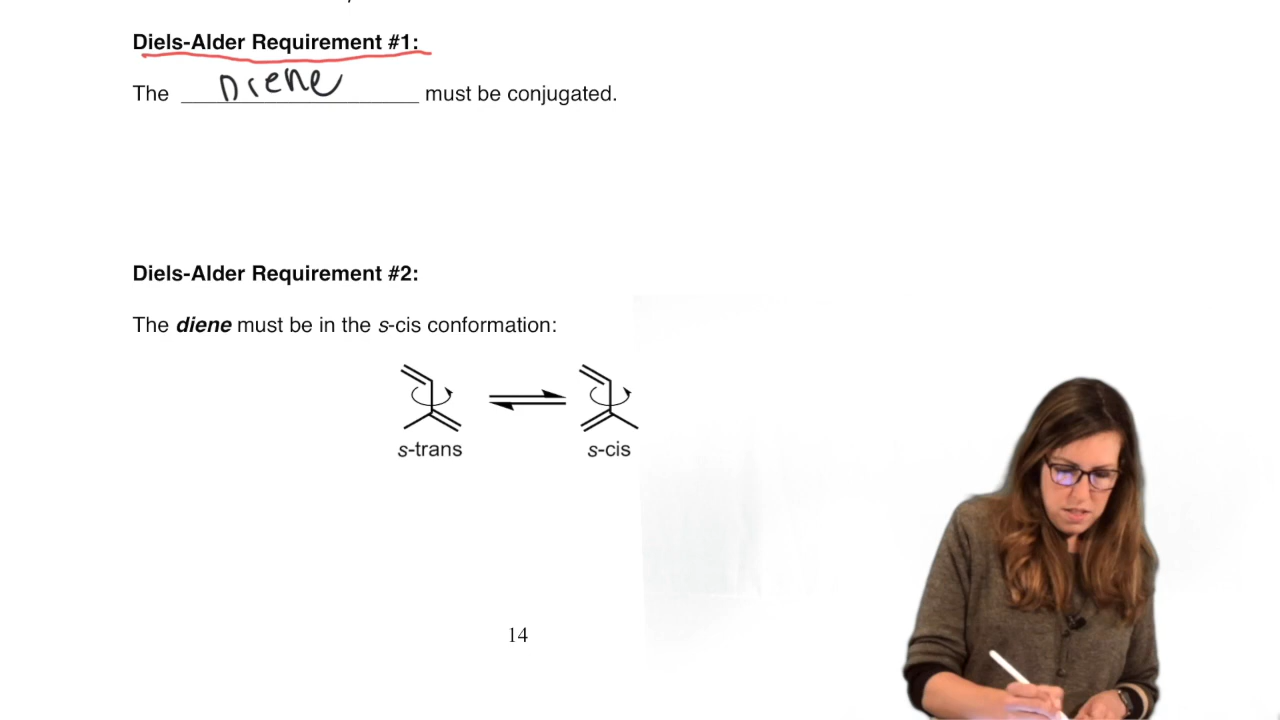 Diels-Alder Requirement #1:
The Diene must be conjugated.
Diels-Alder Requirement #2:
The diene must be in the s-cis conformation:
s-trans s-cis
14